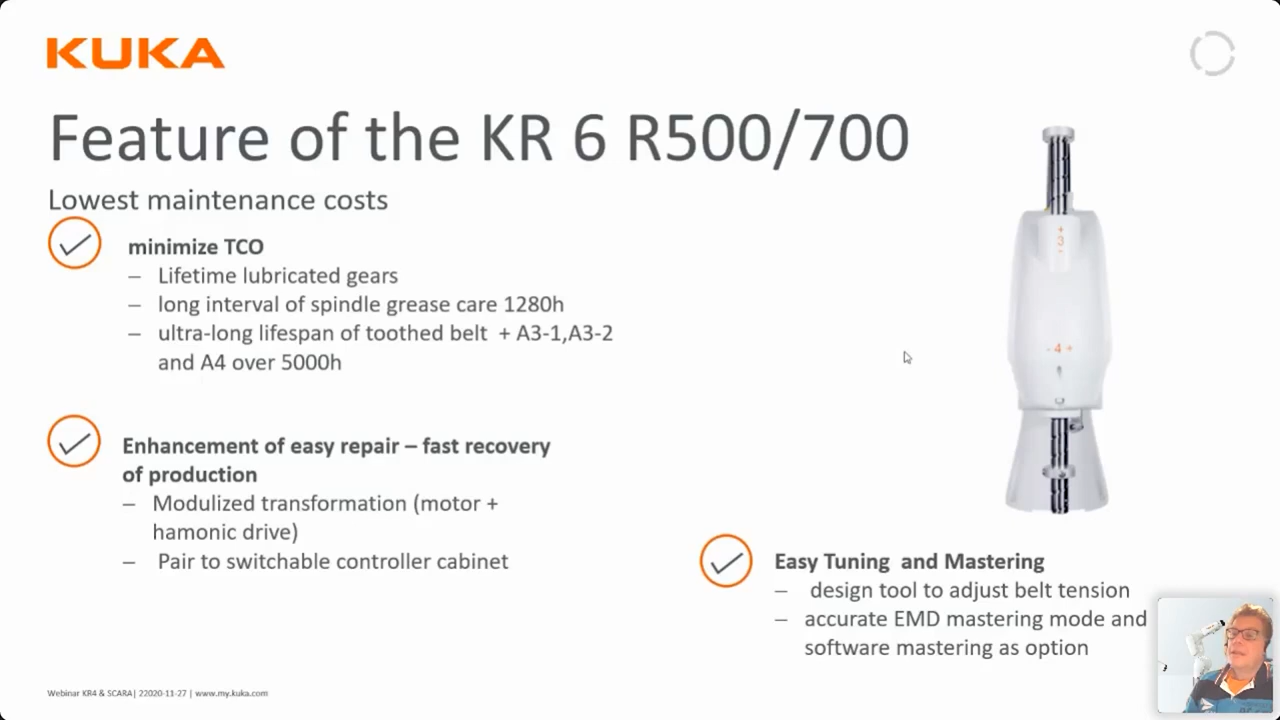 KUKA
Feature of the KR 6 R500/700
Lowest maintenance costs
minimize TCO
– Lifetime lubricated gears
– long interval of spindle grease care 1280h
– ultra-long lifespan of toothed belt + A3-1,A3-2
and A4 over 5000h
Enhancement of easy repair – fast recovery
of production
– Modulized transformation (motor +
hamonic drive)
– Pair to switchable controller cabinet
+
3
-
- 4 +
Easy Tuning and Mastering
– design tool to adjust belt tension
– accurate EMD mastering mode and
software mastering as option
Webinar KR4 & SCARA| 22020-11-27 | www.my.kuka.com